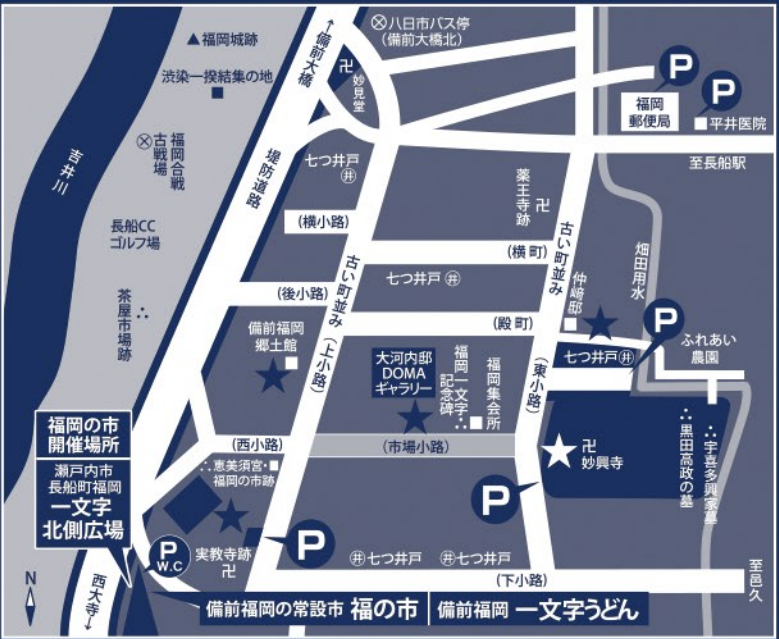 ⊗八日市バス停
(備前大橋北)
▲福岡城跡
渋染一揆結集の地
↑備前大橋
卍
妙見堂
P
福岡
郵便局
P
平井医院
至長船駅
吉井川
福岡合戦
古戦場
堤防道路
七つ井戸
井
薬王寺跡
卍
長船CC
ゴルフ場
(横小路)
古い町並み
(横町)
古い町並み
畑田用水
七つ井戸 井
(後小路)
仲﨑邸
茶屋市場跡
(殿町)
P
備前福岡
郷土館
(上小路)
大河内邸
DOMA
ギャラリー
福岡一文字
記念碑
福岡集会所
(東小路)
七つ井戸 井
ふれあい
農園
福岡の市
開催場所
瀬戸内市
長船町福岡
一文字
北側広場
(西小路)
(市場小路)
卍
妙興寺
黒田高政の墓
宇喜多興家墓
恵美須宮・
福岡の市跡
P
実教寺跡
卍
P
P
W.C
井七つ井戸
井七つ井戸
(下小路)
至邑久
N
西大寺→
備前福岡の常設市 福の市
備前福岡 一文字うどん